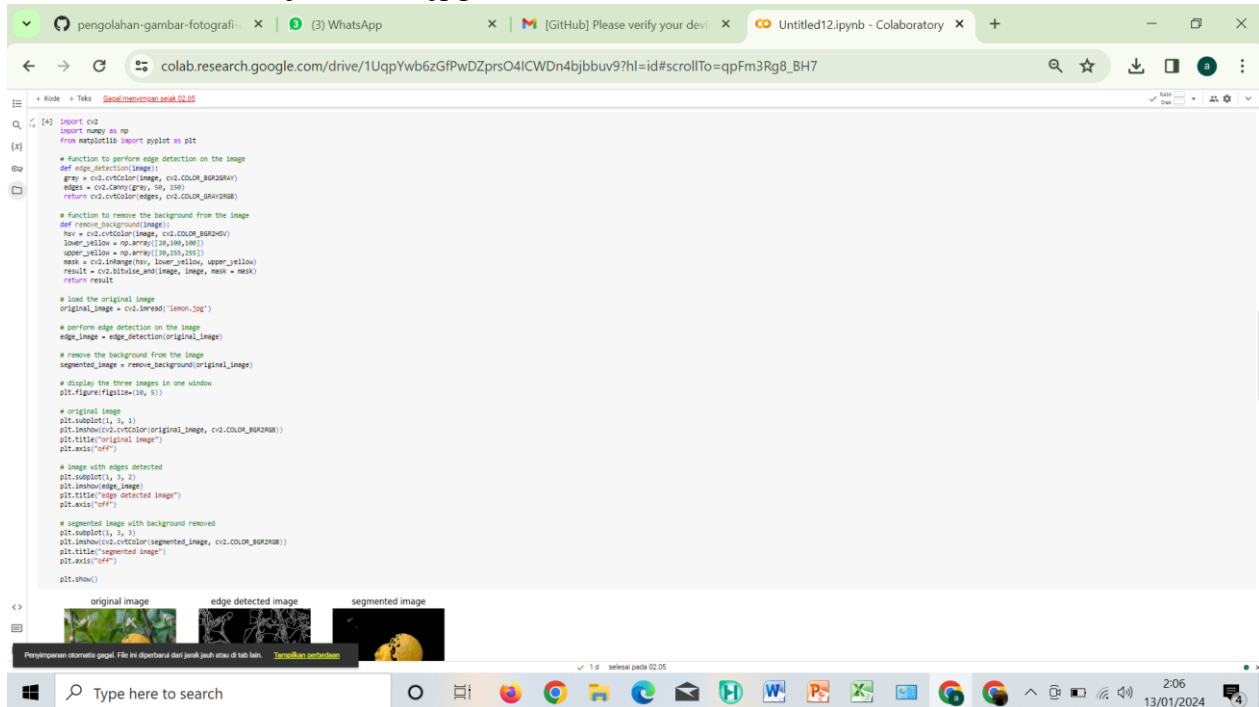 pengolahan-gambar-fotografi-
(3) WhatsApp
[GitHub] Please verify your devi
Untitled12.ipynb - Colaboratory
colab.research.google.com/drive/1UqpYwb6zGfPwDZprsO4lCWDn4bjbbuv9?hl=id#scrollTo=qpFm3Rg8_BH7
a
+ Kode + Teks Gagal menyimpan sejak 02.05
RAM
Disk
{x}
[4] import cv2
import numpy as np
from matplotlib import pyplot as plt
# function to perform edge detection on the image
def edge_detection(image):
gray = cv2.cvtColor(image, cv2.COLOR_BGR2GRAY)
edges = cv2.Canny(gray, 50, 150)
return cv2.cvtColor(edges, cv2.COLOR_GRAY2RGB)
# function to remove the background from the image
def remove_background(image):
hsv = cv2.cvtColor(image, cv2.COLOR_BGR2HSV)
lower_yellow = np.array([20,100,100])
upper_yellow = np.array([30,255,255])
mask = cv2.inRange(hsv, lower_yellow, upper_yellow)
result = cv2.bitwise_and(image, image, mask = mask)
return result
# load the original image
original_image = cv2.imread('lemon.jpg')
# perform edge detection on the image
edge_image = edge_detection(original_image)
# remove the background from the image
segmented_image = remove_background(original_image)
# display the three images in one window
plt.figure(figsize=(10, 5))
# original image
plt.subplot(1, 3, 1)
plt.imshow(cv2.cvtColor(original_image, cv2.COLOR_BGR2RGB))
plt.title("original image")
plt.axis("off")
# image with edges detected
plt.subplot(1, 3, 2)
plt.imshow(edge_image)
plt.title("edge detected image")
plt.axis("off")
# segmented image with background removed
plt.subplot(1, 3, 3)
plt.imshow(cv2.cvtColor(segmented_image, cv2.COLOR_BGR2RGB))
plt.title("segmented image")
plt.axis("off")
plt.show()
original image edge detected image segmented image
Penyimpanan otomatis gagal. File ini diperbarui dari jarak jauh atau di tab lain. Tampilkan perbedaan
1 d selesai pada 02.05
Type here to search
2:06
13/01/2024
4